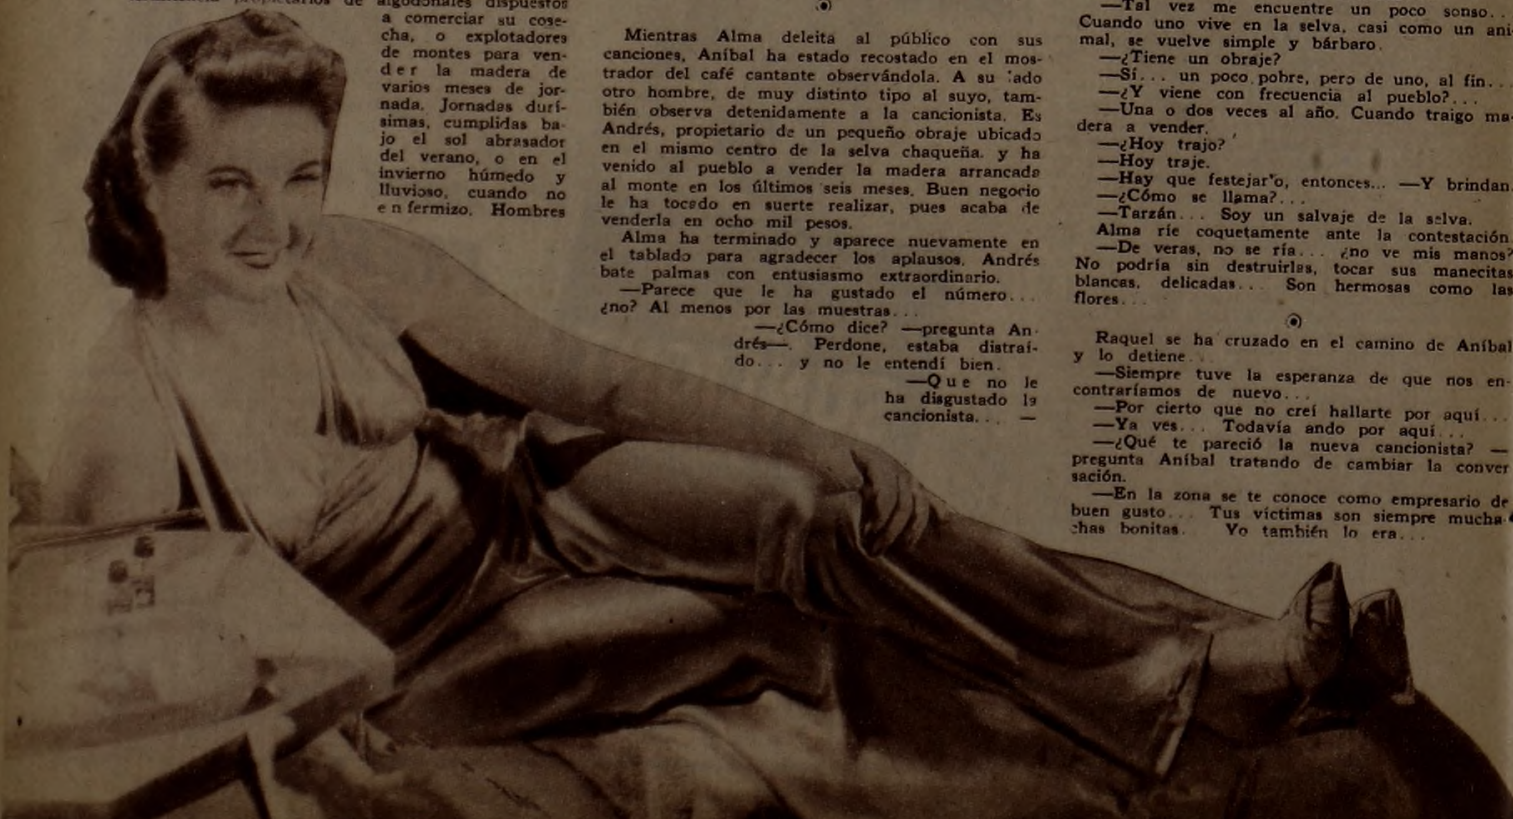 propietarios de algodonales dispuestos
a comerciar su cose-
cha, o explotadores
de montes para ven-
der la madera de
varios meses de jor-
nada. Jornadas durí-
simas, cumplidas ba-
jo el sol abrasador
del verano, o en el
invierno húmedo y
lluvioso, cuando no
enfermizo. Hombres
Mientras Alma deleita al público con sus
canciones, Aníbal ha estado recostado en el mos-
trador del café cantante observándola. A su lado
otro hombre, de muy distinto tipo al suyo, tam-
bién observa detenidamente a la cancionista. Es
Andrés, propietario de un pequeño obraje ubicado
en el mismo centro de la selva chaqueña. y ha
venido al pueblo a vender la madera arrancada
al monte en los últimos seis meses. Buen negocio
le ha tocado en suerte realizar, pues acaba de
venderla en ocho mil pesos.
Alma ha terminado y aparece nuevamente en
el tablado para agradecer los aplausos. Andrés
bate palmas con entusiasmo extraordinario.
—Parece que le ha gustado el número...
¿no? Al menos por las muestras...
—¿Cómo dice? —pregunta An-
drés—. Perdone, estaba distraí-
do... y no le entendí bien.
—Que no le
ha disgustado la
cancionista... —
—Tal vez me encuentre un poco sonso...
Cuando uno vive en la selva, casi como un ani-
mal, se vuelve simple y bárbaro.
—¿Tiene un obraje?
—Sí... un poco pobre, pero de uno, al fin...
—¿Y viene con frecuencia al pueblo?...
—Una o dos veces al año. Cuando traigo ma-
dera a vender.
—¿Hoy trajo?
—Hoy traje.
—Hay que festejarlo, entonces... —Y brindan.
—¿Cómo se llama?...
—Tarzán... Soy un salvaje de la selva.
Alma ríe coquetamente ante la contestación.
—De veras, no se ría... ¿no ve mis manos?
No podría sin destruirlas, tocar sus manecitas
blancas, delicadas... Son hermosas como las
flores...
Raquel se ha cruzado en el camino de Aníbal
y lo detiene...
—Siempre tuve la esperanza de que nos en-
contraríamos de nuevo...
—Por cierto que no creí hallarte por aquí...
—Ya ves... Todavía ando por aquí...
—¿Qué te pareció la nueva cancionista? —
pregunta Aníbal tratando de cambiar la conver
sación.
—En la zona se te conoce como empresario de
buen gusto... Tus víctimas son siempre mucha-
chas bonitas. Yo también lo era...